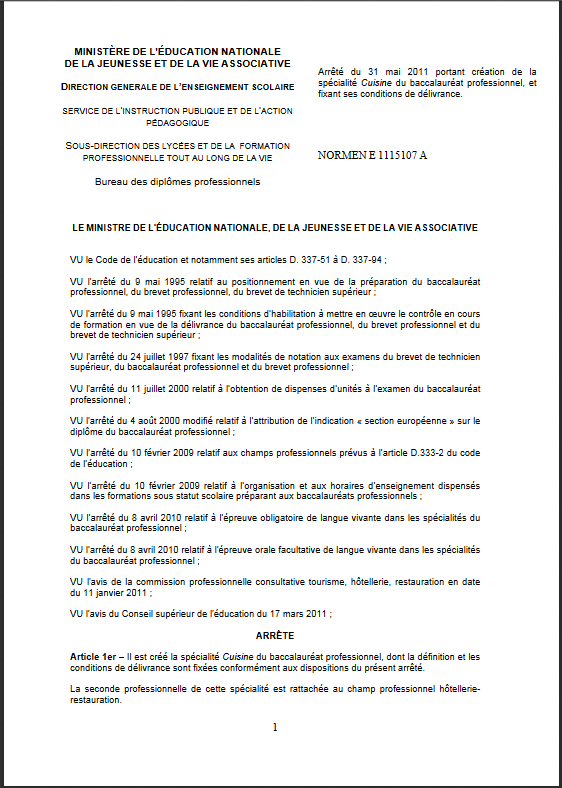 MINISTÈRE DE L'ÉDUCATION NATIONALE
DE LA JEUNESSE ET DE LA VIE ASSOCIATIVE
DIRECTION GENERALE DE L'ENSEIGNEMENT SCOLAIRE
SERVICE DE L'INSTRUCTION PUBLIQUE ET DE L'ACTION
PÉDAGOGIQUE
SOUS-DIRECTION DES LYCÉES ET DE LA FORMATION
PROFESSIONNELLE TOUT AU LONG DE LA VIE
Bureau des diplômes professionnels
Arrêté du 31 mai 2011 portant création de la
spécialité Cuisine du baccalauréat professionnel, et
fixant ses conditions de délivrance.
NORMEN E 1115107 A
LE MINISTRE DE L'ÉDUCATION NATIONALE, DE LA JEUNESSE ET DE LA VIE ASSOCIATIVE
VU le Code de l'éducation et notamment ses articles D. 337-51 à D. 337-94 ;
VU l'arrêté du 9 mai 1995 relatif au positionnement en vue de la préparation du baccalauréat
professionnel, du brevet professionnel, du brevet de technicien supérieur ;
VU l'arrêté du 9 mai 1995 fixant les conditions d'habilitation à mettre en œuvre le contrôle en cours
de formation en vue de la délivrance du baccalauréat professionnel, du brevet professionnel et du
brevet de technicien supérieur ;
VU l'arrêté du 24 juillet 1997 fixant les modalités de notation aux examens du brevet de technicien
supérieur, du baccalauréat professionnel et du brevet professionnel ;
VU l'arrêté du 11 juillet 2000 relatif à l'obtention de dispenses d'unités à l'examen du baccalauréat
professionnel ;
VU l'arrêté du 4 août 2000 modifié relatif à l'attribution de l'indication « section européenne » sur le
diplôme du baccalauréat professionnel ;
VU l'arrêté du 10 février 2009 relatif aux champs professionnels prévus à l'article D.333-2 du code
de l'éducation ;
VU l'arrêté du 10 février 2009 relatif à l'organisation et aux horaires d'enseignement dispensés
dans les formations sous statut scolaire préparant aux baccalauréats professionnels ;
VU l'arrêté du 8 avril 2010 relatif à l'épreuve obligatoire de langue vivante dans les spécialités du
baccalauréat professionnel ;
VU l'arrêté du 8 avril 2010 relatif à l'épreuve orale facultative de langue vivante dans les spécialités
du baccalauréat professionnel ;
VU l'avis de la commission professionnelle consultative tourisme, hôtellerie, restauration en date
du 11 janvier 2011 ;
VU l'avis du Conseil supérieur de l'éducation du 17 mars 2011 ;
ARRÊTE
Article 1er – Il est créé la spécialité Cuisine du baccalauréat professionnel, dont la définition et les
conditions de délivrance sont fixées conformément aux dispositions du présent arrêté.
La seconde professionnelle de cette spécialité est rattachée au champ professionnel hôtellerie-
restauration.
1